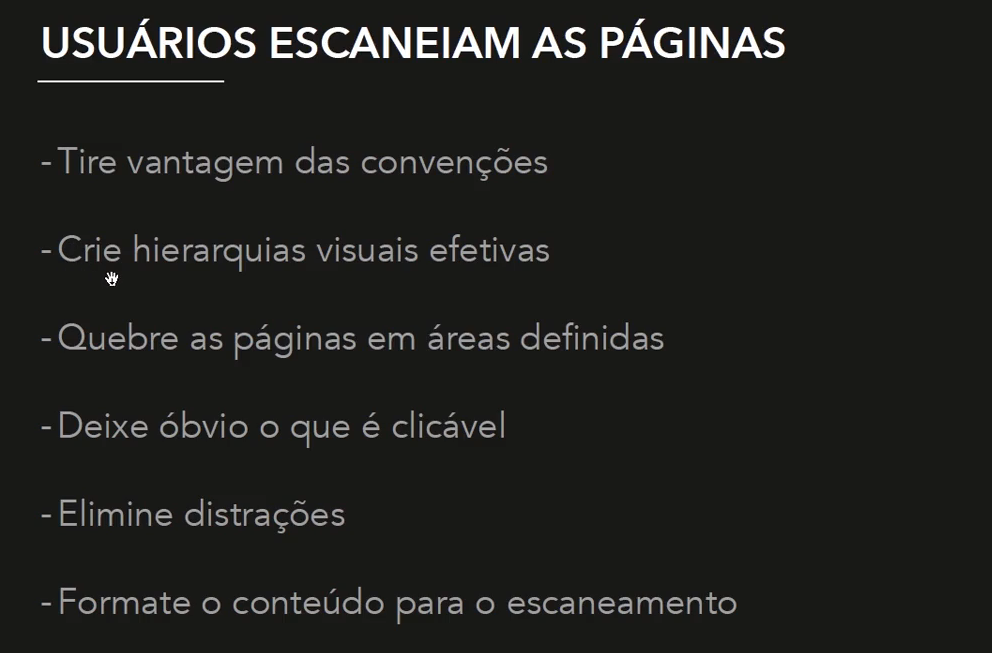 USUÁRIOS ESCANEIAM AS PÁGINAS
- Tire vantagem das convenções
- Crie hierarquias visuais efetivas
- Quebre as páginas em áreas definidas
- Deixe óbvio o que é clicável
- Elimine distrações
- Formate o conteúdo para o escaneamento